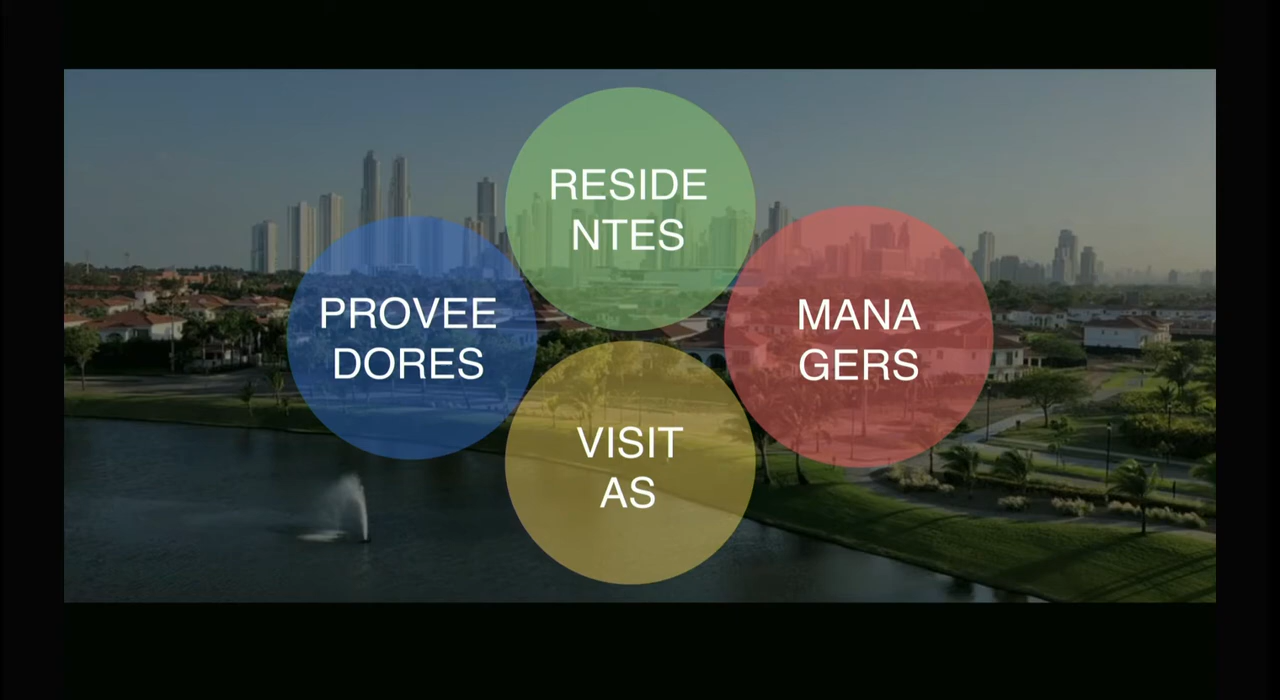 RESIDE
NTES
PROVEE
DORES
MANA
GERS
VISIT
AS